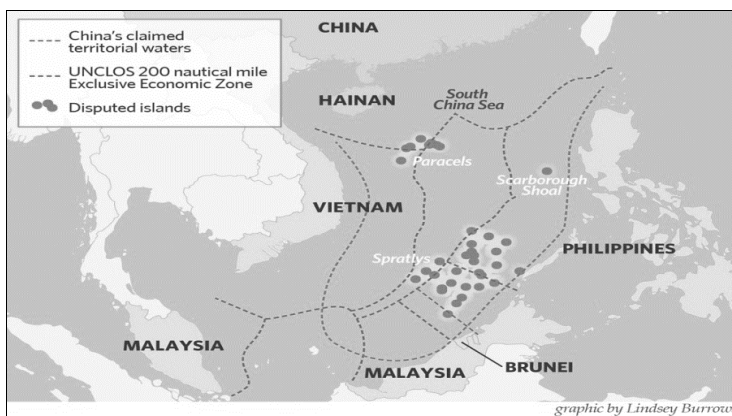 China's claimed
territorial waters
UNCLOS 200 nautical mile
Exclusive Economic Zone
Disputed islands
CHINA
HAINAN
South
China Sea
Paracels
Scarborough
Shoal
VIETNAM
Spratlys
PHILIPPINES
MALAYSIA
MALAYSIA
BRUNEI
graphic by Lindsey Burrow